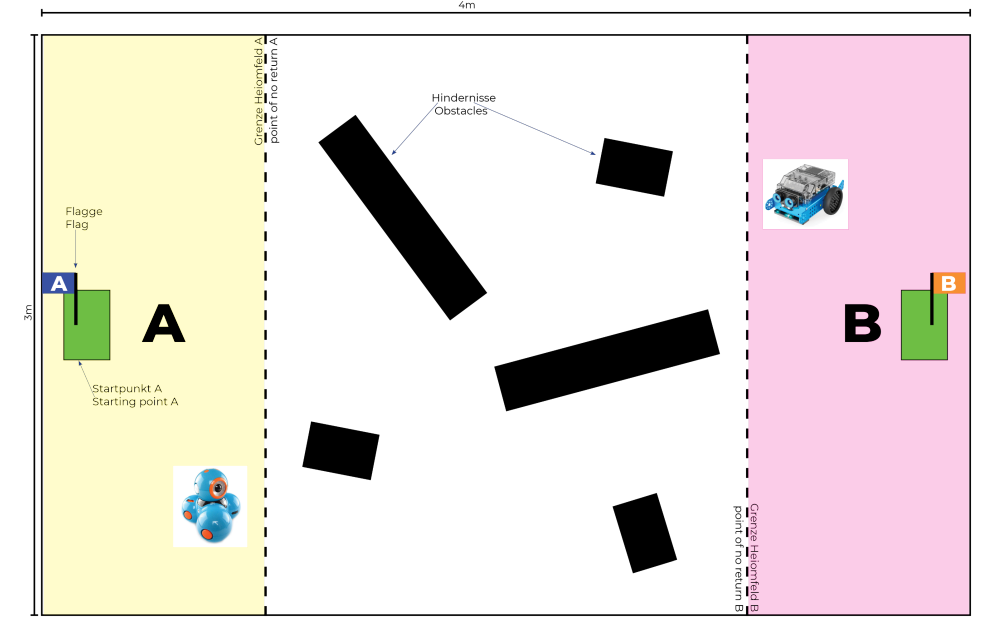 4m
3m
Grenze Heiomfeld A
point of no return A
Hindernisse
Obstacles
Flagge
Flag
A
A
Startpunkt A
Starting point A
B
B
Grenze Heiomfeld B
point of no return B